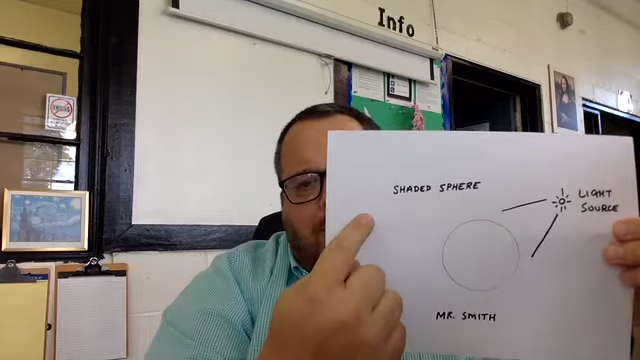 Info
SHADED SPHERE
LIGHT
SOURCE
MR. SMITH